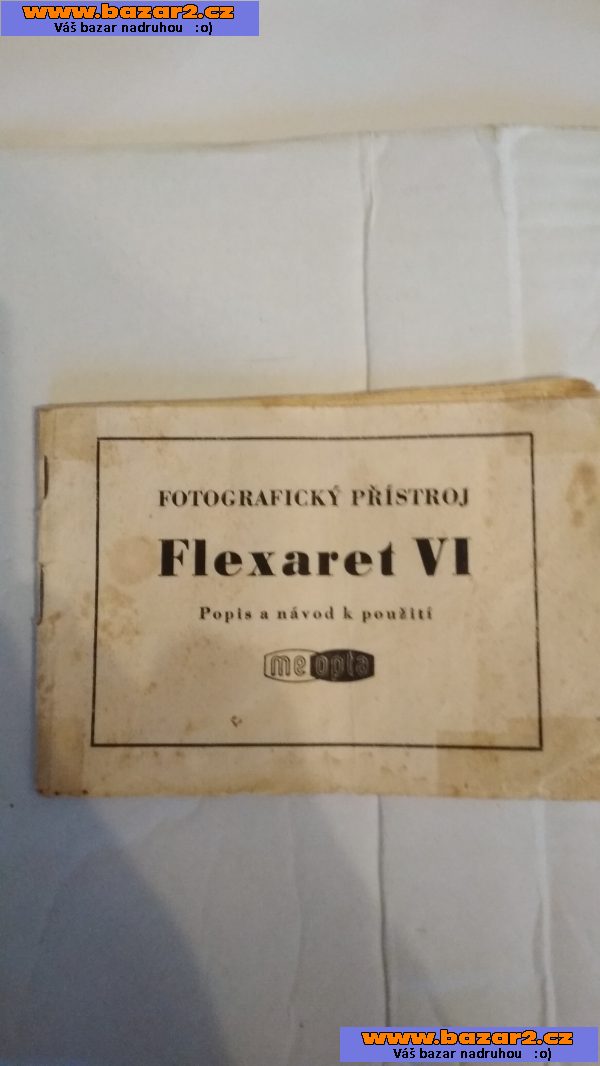 www.bazar2.cz
Váš bazar nadruhou :o)
FOTOGRAFICKÝ PŘÍSTROJ
Flexaret VI
Popis a návod k použití
meopta
www.bazar2.cz
Váš bazar nadruhou :o)